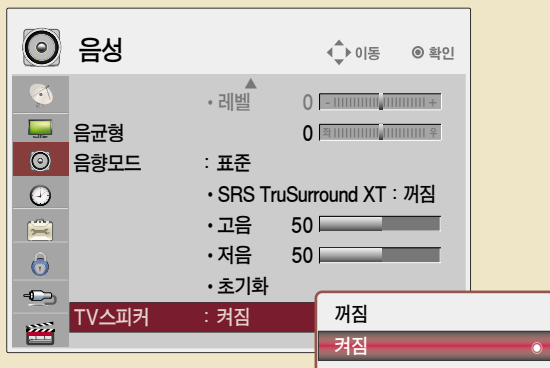 음성 이동 확인
• 레벨 0 - +
음균형 0 좌 우
음향모드 : 표준
• SRS TruSurround XT : 꺼짐
• 고음 50
• 저음 50
• 초기화
TV스피커 : 켜짐
꺼짐
켜짐